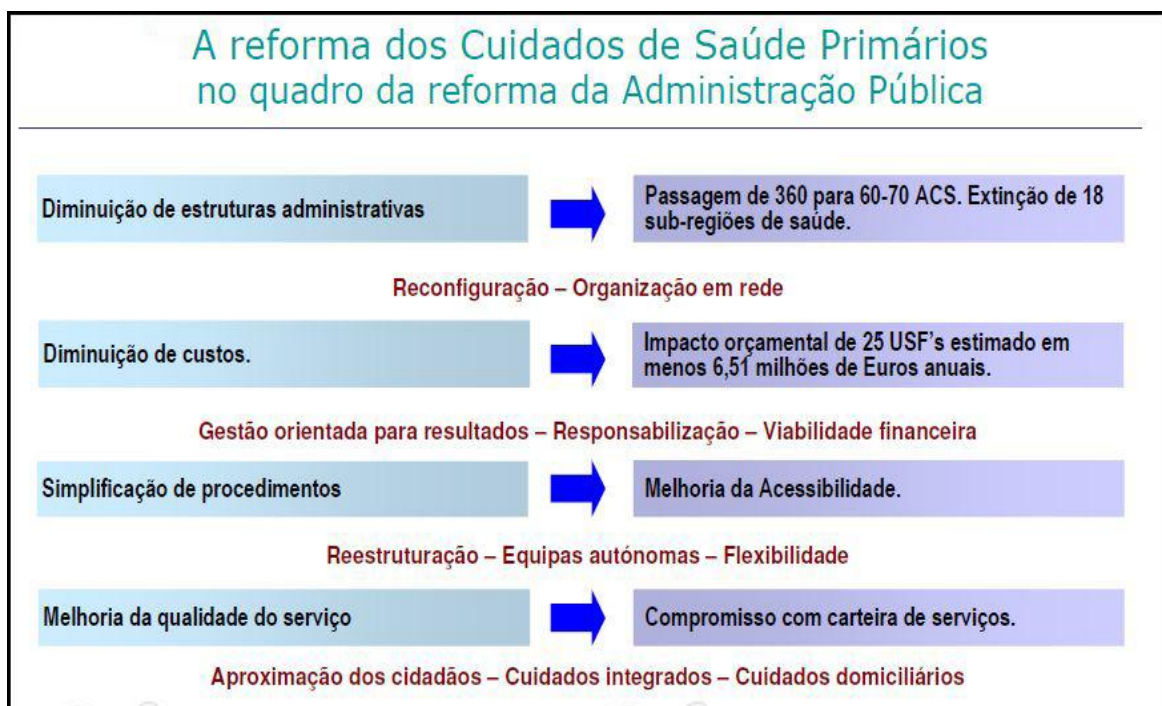 A reforma dos Cuidados de Saúde Primários
no quadro da reforma da Administração Pública
Diminuição de estruturas administrativas
Passagem de 360 para 60-70 ACS. Extinção de 18
sub-regiões de saúde.
Reconfiguração – Organização em rede
Diminuição de custos.
Impacto orçamental de 25 USF's estimado em
menos 6,51 milhões de Euros anuais.
Gestão orientada para resultados – Responsabilização – Viabilidade financeira
Simplificação de procedimentos
Melhoria da Acessibilidade.
Reestruturação – Equipas autónomas – Flexibilidade
Melhoria da qualidade do serviço
Compromisso com carteira de serviços.
Aproximação dos cidadãos – Cuidados integrados – Cuidados domiciliários